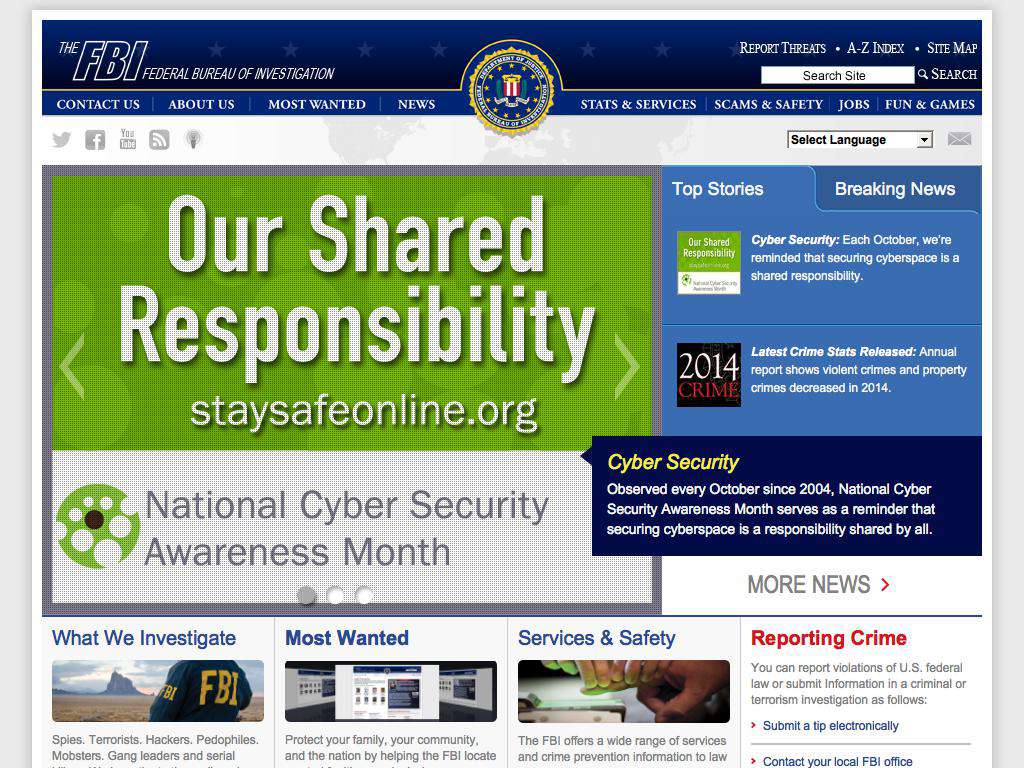 THE FBI FEDERAL BUREAU OF INVESTIGATION
REPORT THREATS • A-Z INDEX • SITE MAP
Search Site SEARCH
CONTACT US ABOUT US MOST WANTED NEWS STATS & SERVICES SCAMS & SAFETY JOBS FUN & GAMES
DEPARTMENT OF JUSTICE
FEDERAL BUREAU OF INVESTIGATION
You
Tube
Select Language
Our Shared
Responsibility
staysafeonline.org
National Cyber Security
Awareness Month
Top Stories
Breaking News
Our Shared
Responsibility
staysafeonline.org
National Cyber Security
Awareness Month
Cyber Security: Each October, we're
reminded that securing cyberspace is a
shared responsibility.
2014
CRIME
Latest Crime Stats Released: Annual
report shows violent crimes and property
crimes decreased in 2014.
Cyber Security
Observed every October since 2004, National Cyber
Security Awareness Month serves as a reminder that
securing cyberspace is a responsibility shared by all.
MORE NEWS
What We Investigate
FBI
FBI
Spies. Terrorists. Hackers. Pedophiles.
Mobsters. Gang leaders and serial
Most Wanted
Protect your family, your community,
and the nation by helping the FBI locate
Services & Safety
The FBI offers a wide range of services
and crime prevention information to law
Reporting Crime
You can report violations of U.S. federal
law or submit Information in a criminal or
terrorism investigation as follows:
Submit a tip electronically
Contact your local FBI office